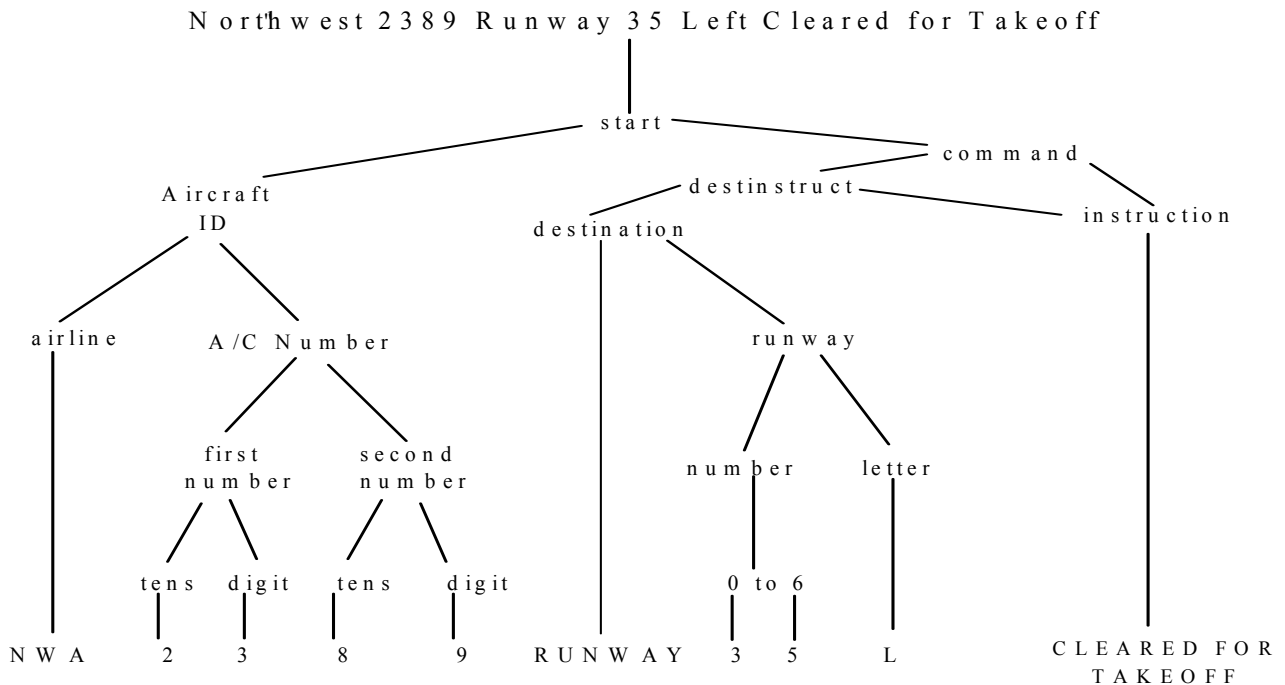 Northwest 2389 Runway 35 Left Cleared for Takeoff
start
command
Aircraft
ID
destinstruct
destination
instruction
airline
A/C Number
runway
first
number
second
number
number
letter
tens
digit
tens
digit
0 to 6
NWA
2
3
8
9
RUNWAY
3
5
L
CLEARED FOR
TAKEOFF